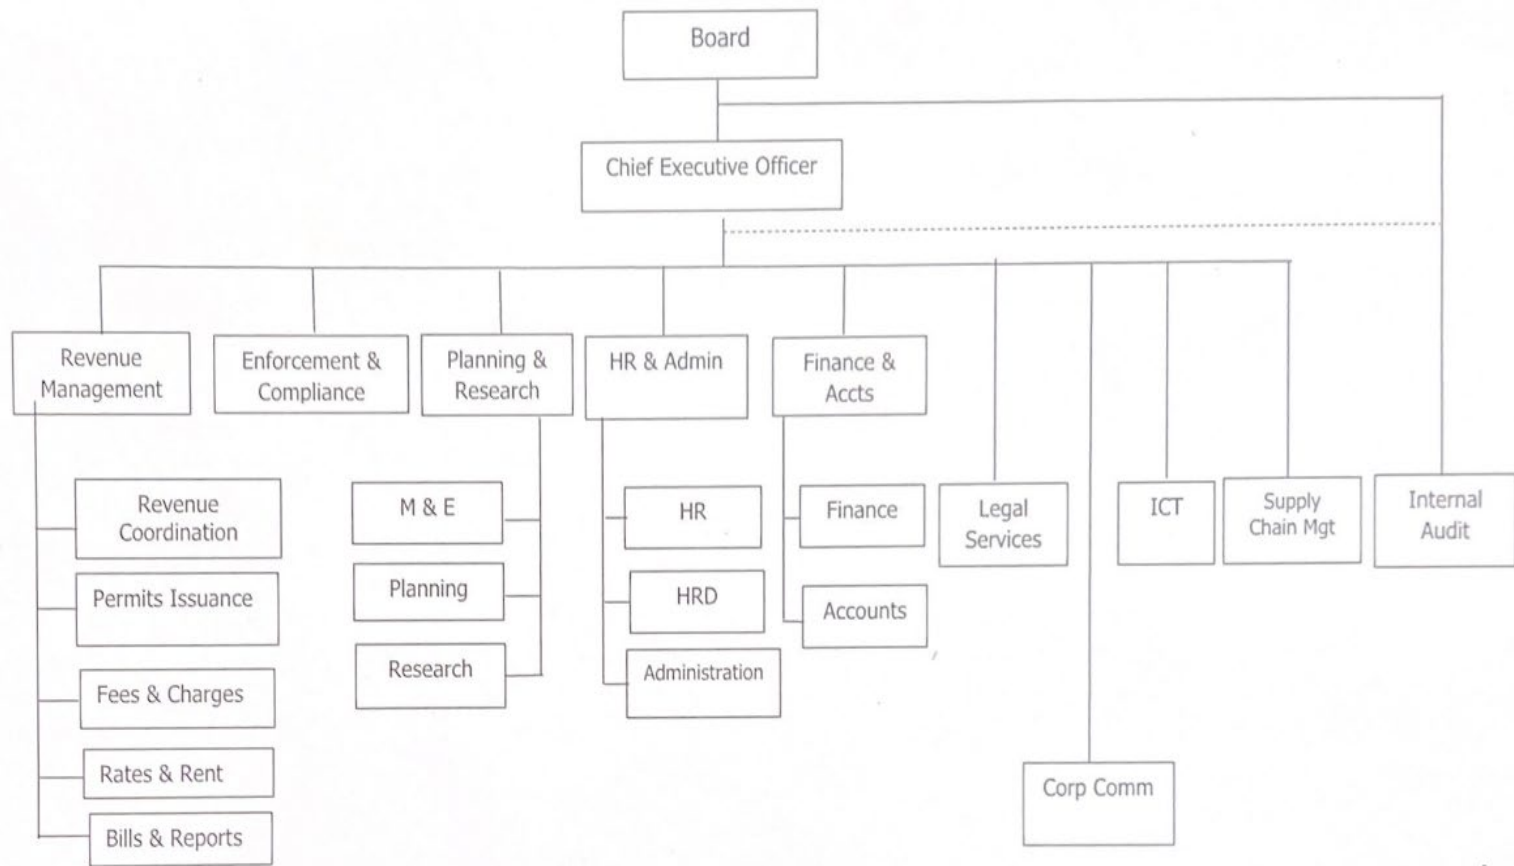 Board
Chief Executive Officer
Revenue
Management
Enforcement &
Compliance
Planning &
Research
HR & Admin
Finance &
Accts
Revenue
Coordination
Permits Issuance
Fees & Charges
Rates & Rent
Bills & Reports
M & E
Planning
Research
HR
HRD
Administration
Finance
Accounts
Legal
Services
Corp Comm
ICT
Supply
Chain Mgt
Internal
Audit